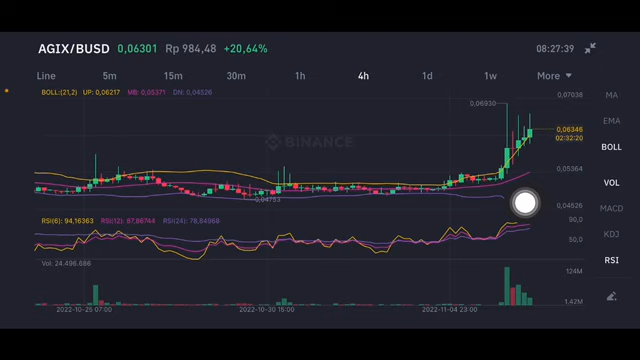 AGIX/BUSD 0,06301 Rp 984,48 +20,64% 08:27:39
Line 5m 15m 30m 1h 4h 1d 1w More
BOLL:(21,2) UP: 0,06217 MB: 0,05371 DN: 0,04526
0,07038
0,06930
0,06346
02:32:20
0,05364
0,04753
0,04526
BINANCE
MA
EMA
BOLL
VOL
MACD
KDJ
RSI
RSI(6): 94,16363 RSI(12): 87,66744 RSI(24): 78,84968
90,0
50,0
Vol: 24.496.686
124M
1,42M
2022-10-25 07:00 2022-10-30 15:00 2022-11-04 23:00